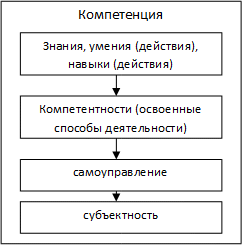 Компетенция
Знания, умения (действия),
навыки (действия)
Компетентности (освоенные
способы деятельности)
самоуправление
субъектность